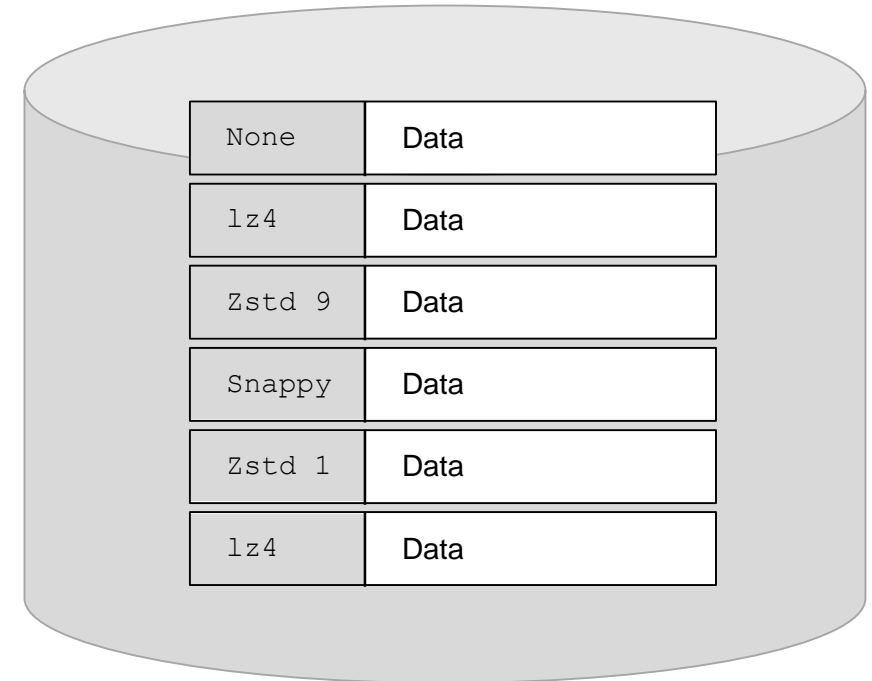 None Data
lz4 Data
Zstd 9 Data
Snappy Data
Zstd 1 Data
lz4 Data